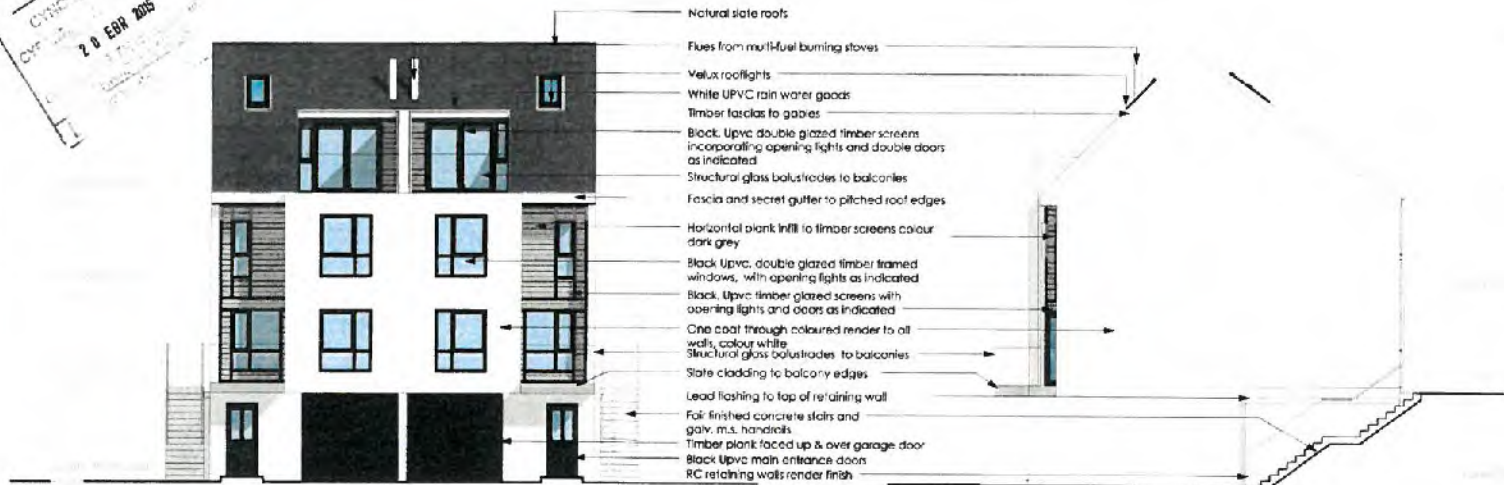 20 EBR 2015
Natural slate roofs
Flues from multi-fuel burning stoves
Velux rooflights
White UPVC rain water goods
Timber fascias to gables
Black, Upvc double glazed timber screens
incorporating opening lights and double doors
as indicated
Structural glass balustrades to balconies
Fascia and secret gutter to pitched roof edges
Horizontal plank infill to timber screens colour
dark grey
Black Upvc, double glazed timber framed
windows, with opening lights as indicated
Black, Upvc timber glazed screens with
opening lights and doors as indicated
One coat through coloured render to all
walls, colour white
Structural glass balustrades to balconies
Slate cladding to balcony edges
Lead flashing to top of retaining wall
Fair finished concrete stairs and
galv. m.s. handrails
Timber plank faced up & over garage door
Black Upvc main entrance doors
RC retaining walls render finish